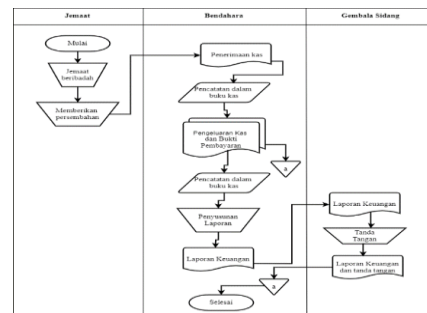 Jemaat
Bendahara
Gembala Sidang
Mulai
Jemaat
beribadah
Memberikan
persembahan
Penerimaan kas
Pencatatan dalam
buku kas
Pengeluaran Kas
dan Bukti
Pembayaran
a
Pencatatan dalam
buku kas
Penyusunan
Laporan
Laporan Keuangan
Laporan Keuangan
Tanda
Tangan
Laporan Keuangan
dan tanda tangan
a
Selesai